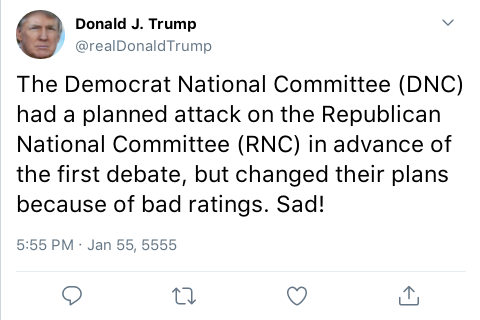 Donald J. Trump
@realDonaldTrump
The Democrat National Committee (DNC)
had a planned attack on the Republican
National Committee (RNC) in advance of
the first debate, but changed their plans
because of bad ratings. Sad!
5:55 PM · Jan 55, 5555